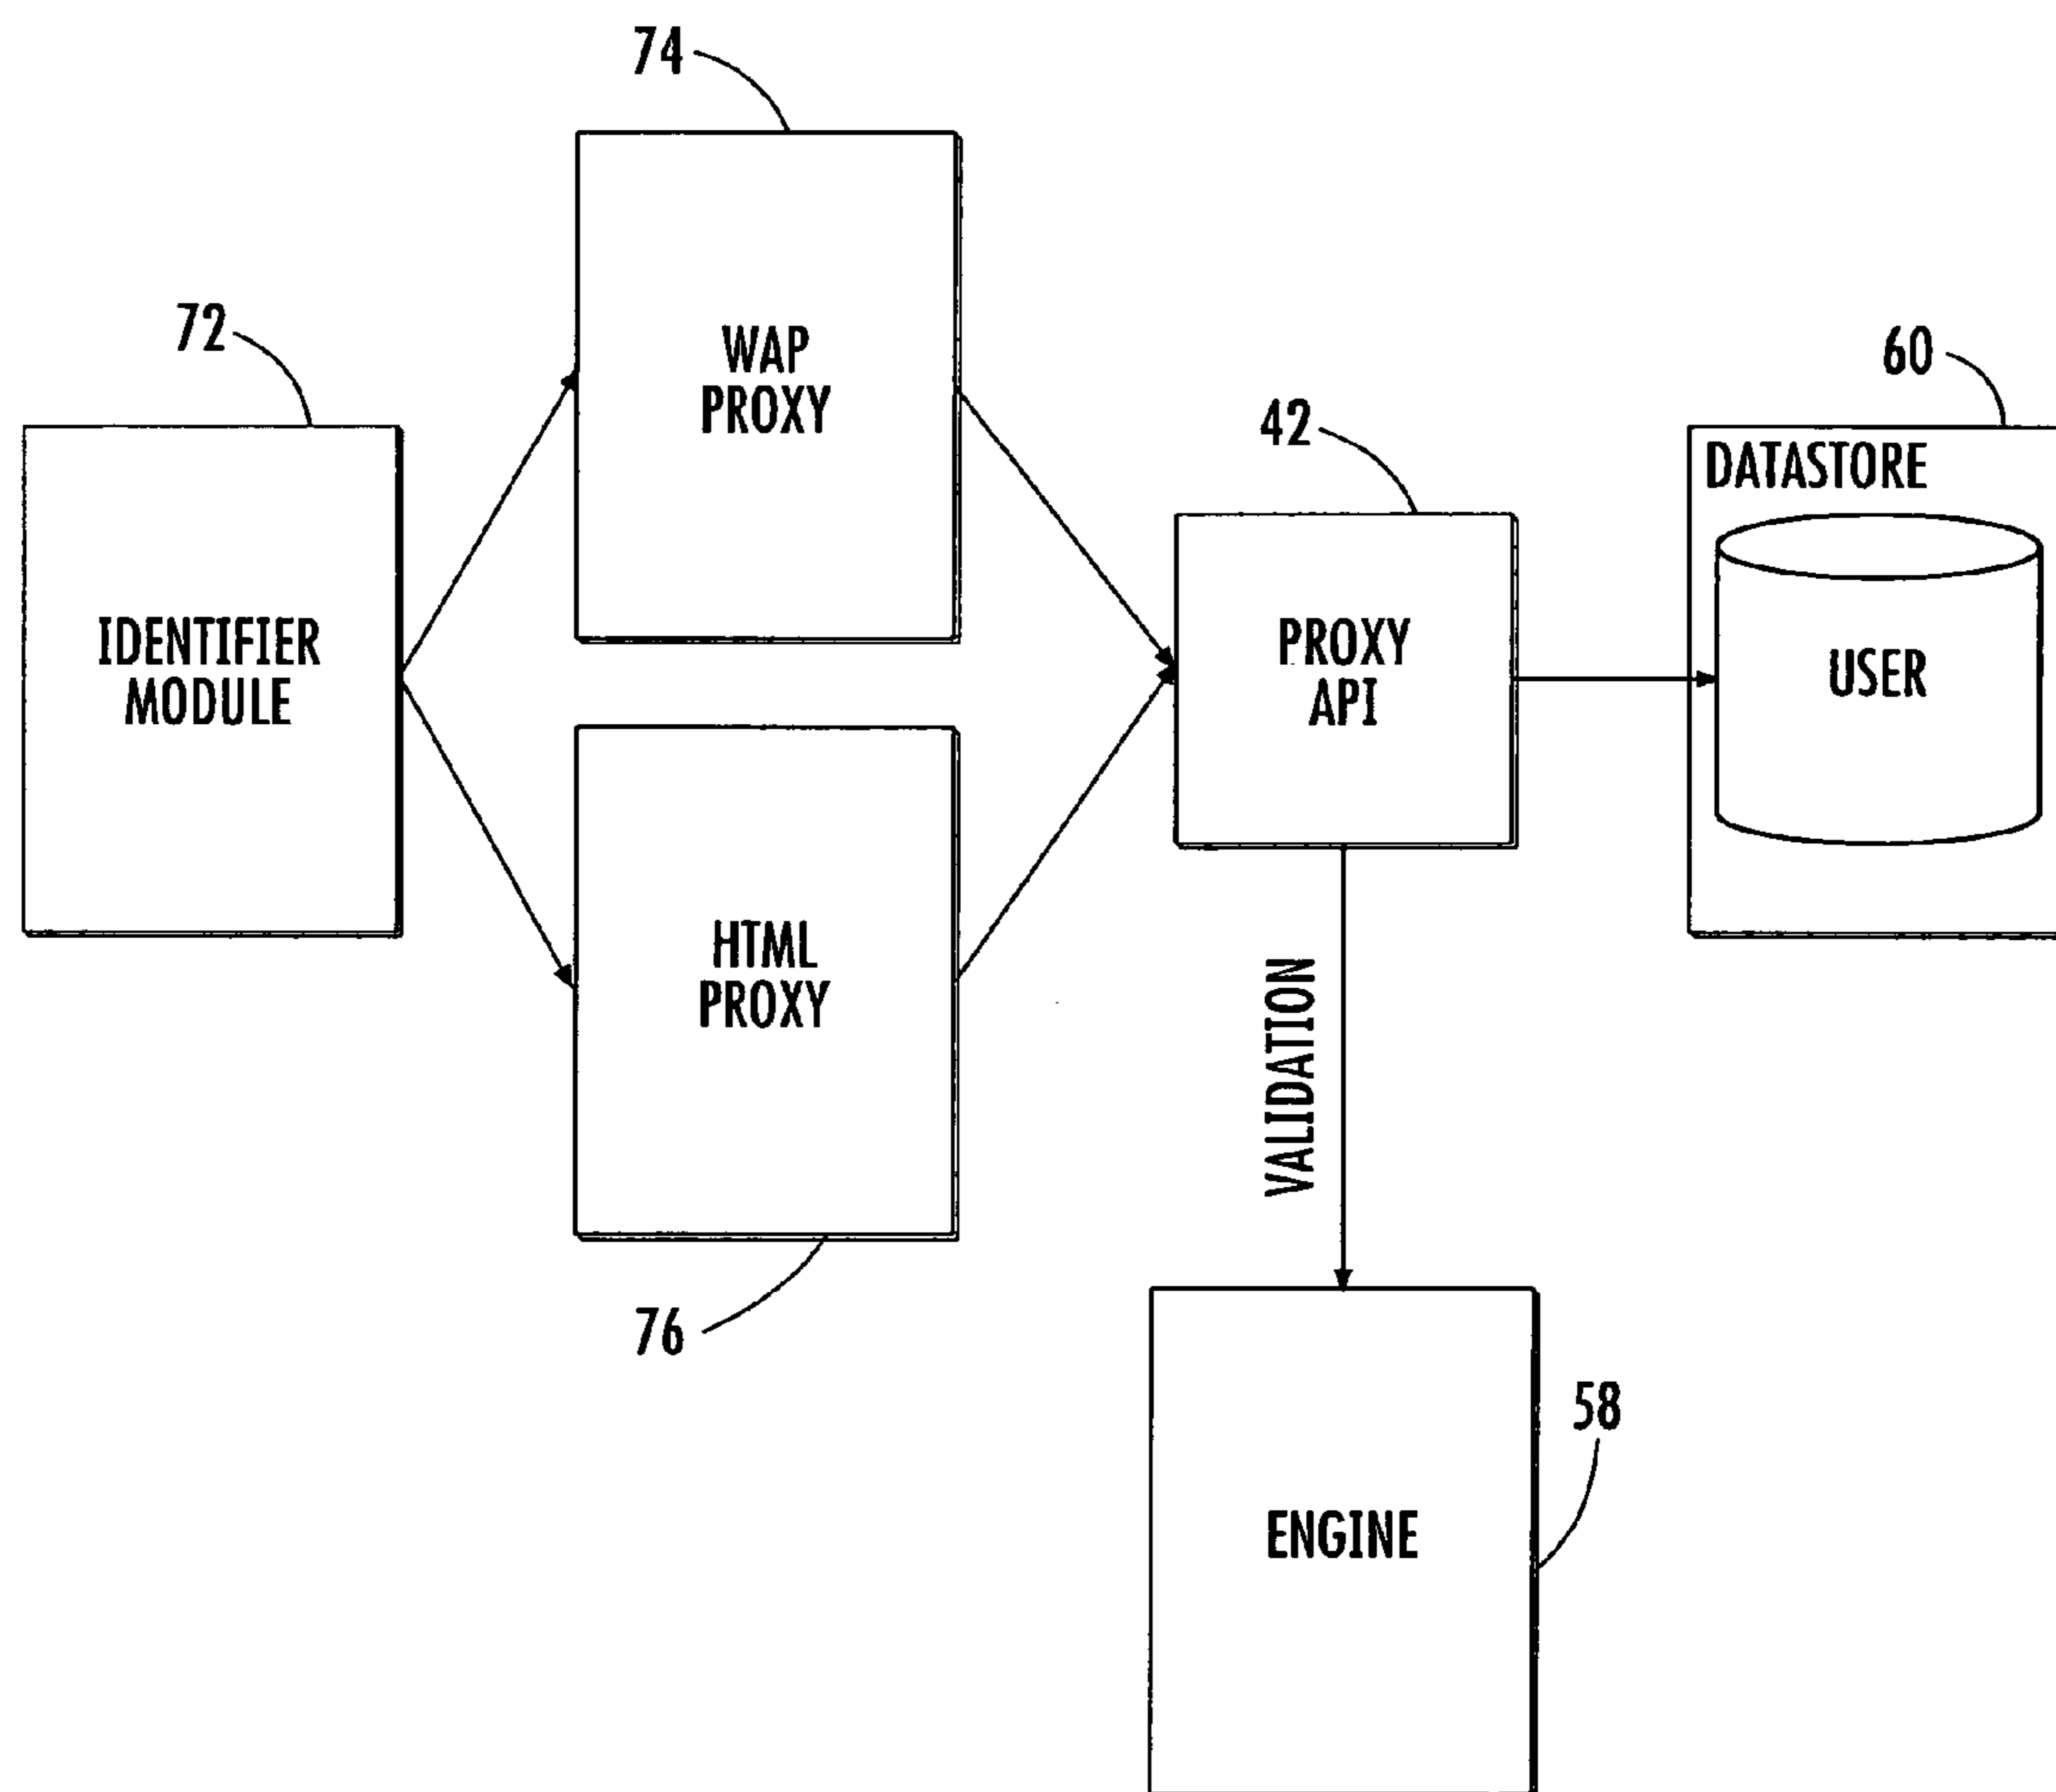 74
WAP
PROXY
72
IDENTIFIER
MODULE
60
DATASTORE
USER
42
PROXY
API
HTML
PROXY
76
VALIDATION
58
ENGINE